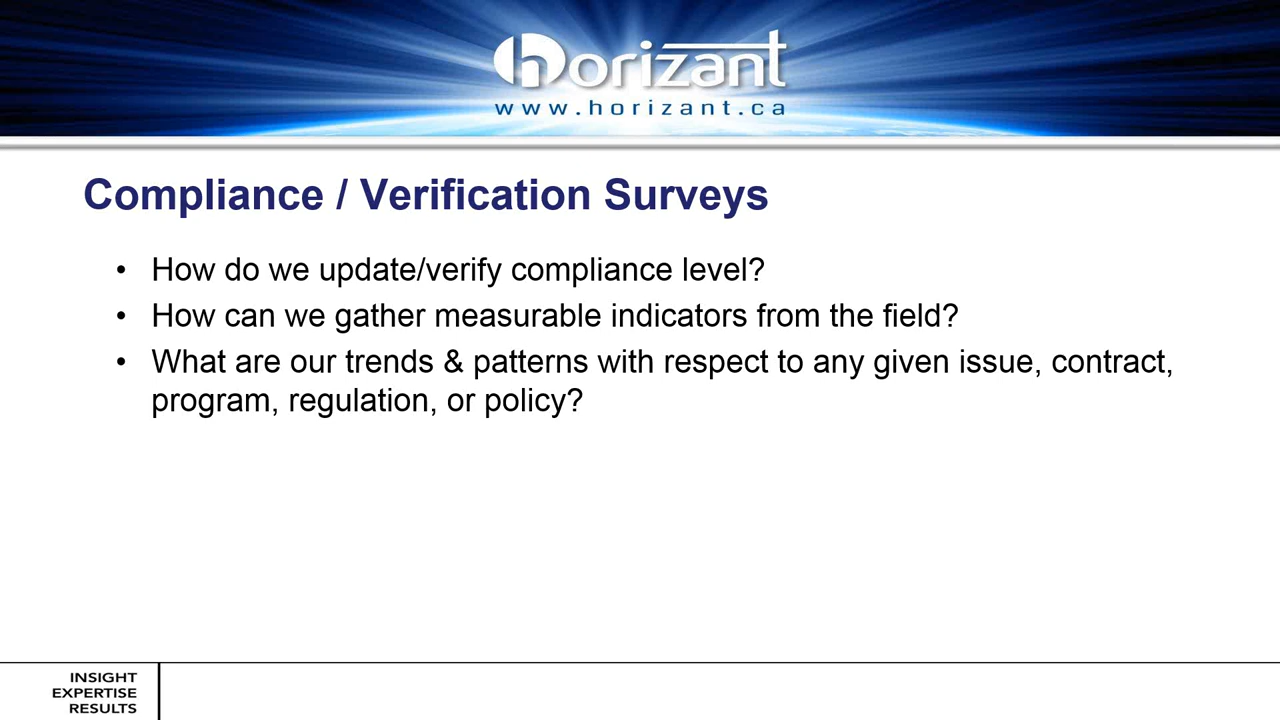 horizant
www.horizant.ca
Compliance / Verification Surveys
• How do we update/verify compliance level?
• How can we gather measurable indicators from the field?
• What are our trends & patterns with respect to any given issue, contract,
program, regulation, or policy?
INSIGHT
EXPERTISE
RESULTS